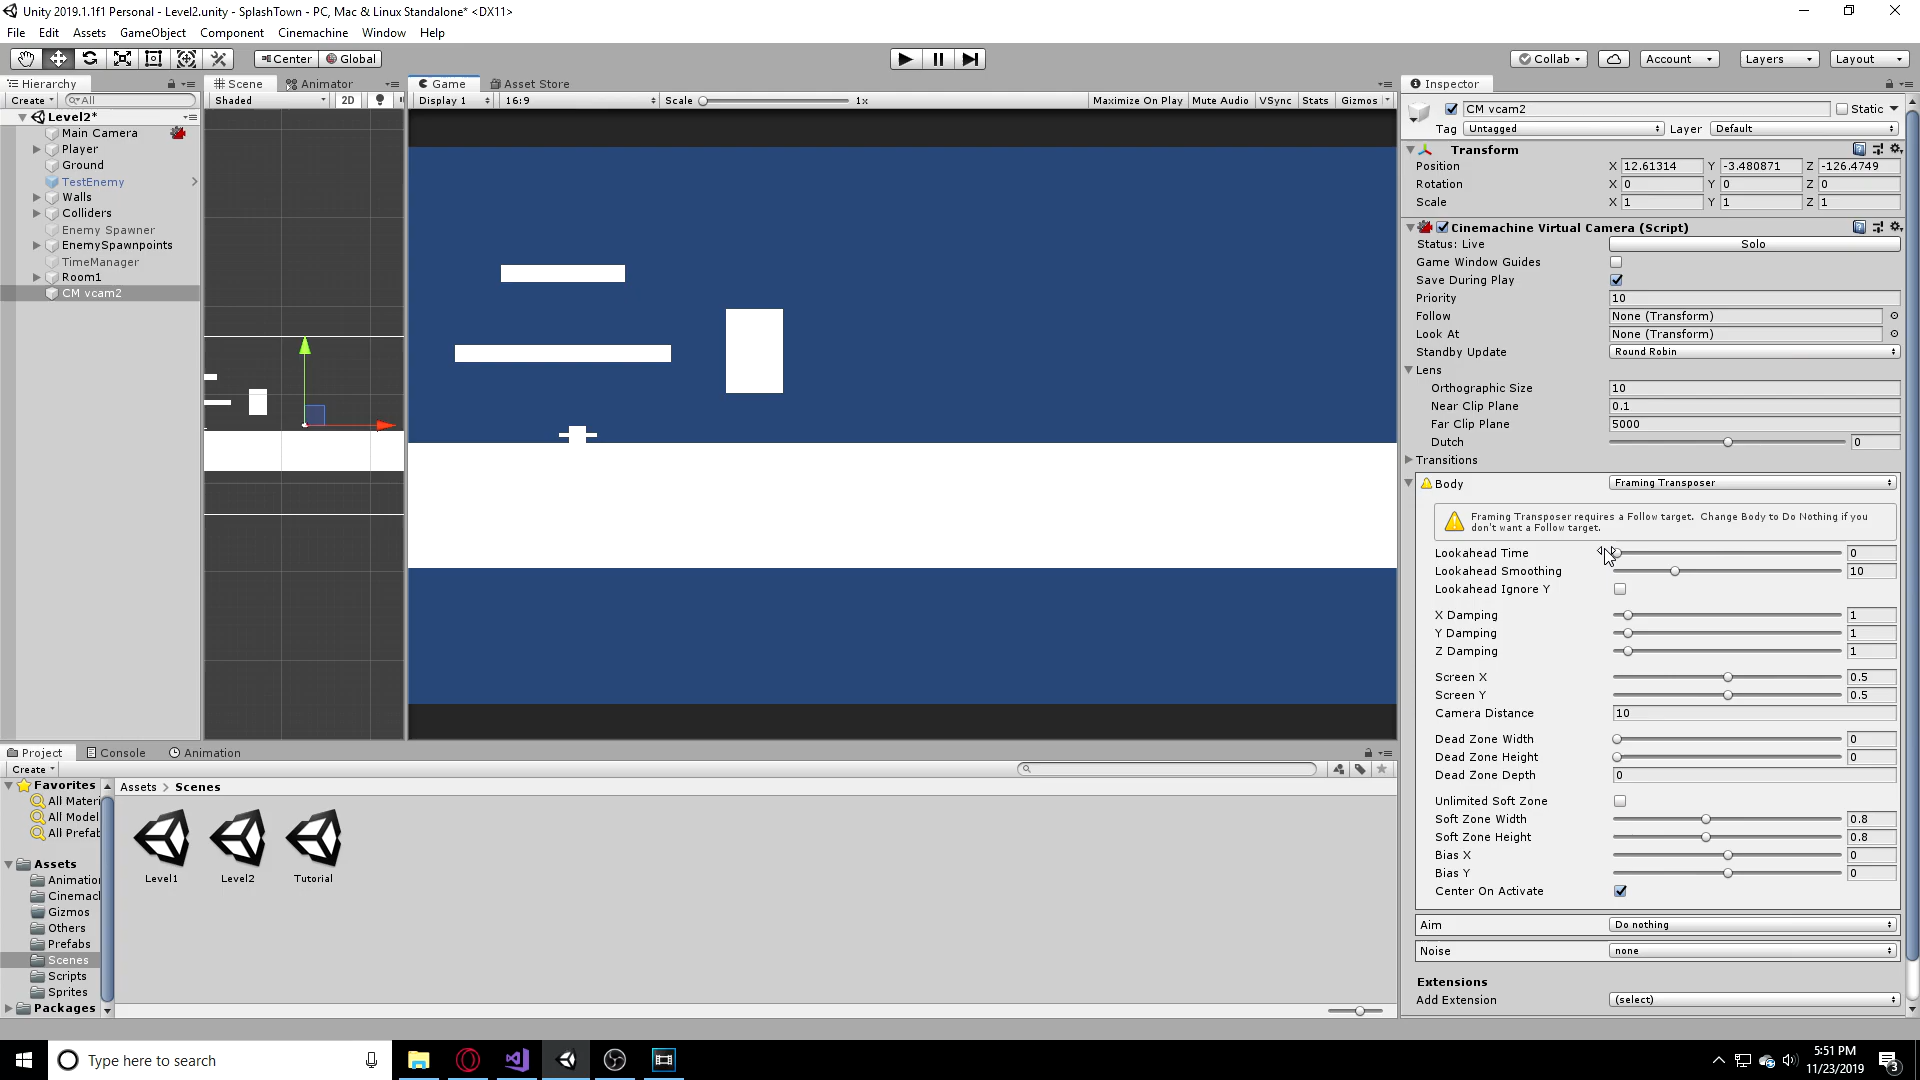 Unity 2019.1.1f1 Personal - Level2.unity - SplashTown - PC, Mac & Linux Standalone* <DX11>
File Edit Assets GameObject Component Cinemachine Window Help
Center Global Collab Account Layers Layout
Hierarchy Scene Animator Game Asset Store Inspector
Create All Shaded 2D Display 1 16:9 Scale 1x Maximize On Play Mute Audio VSync Stats Gizmos
CM vcam2 Static
Tag Untagged Layer Default
Level2*
Main Camera
Player
Ground
TestEnemy
Walls
Colliders
Enemy Spawner
EnemySpawnpoints
TimeManager
Room1
CM vcam2
Transform
Position X 12.61314 Y -3.480871 Z -126.4749
Rotation X 0 Y 0 Z 0
Scale X 1 Y 1 Z 1
Cinemachine Virtual Camera (Script)
Status: Live Solo
Game Window Guides
Save During Play
Priority 10
Follow None (Transform)
Look At None (Transform)
Standby Update Round Robin
Lens
Orthographic Size 10
Near Clip Plane 0.1
Far Clip Plane 5000
Dutch 0
Transitions
Body Framing Transposer
Framing Transposer requires a Follow target. Change Body to Do Nothing if you
don't want a Follow target.
Lookahead Time 0
Lookahead Smoothing 10
Lookahead Ignore Y
X Damping 1
Y Damping 1
Z Damping 1
Screen X 0.5
Screen Y 0.5
Camera Distance 10
Dead Zone Width 0
Dead Zone Height 0
Dead Zone Depth 0
Unlimited Soft Zone
Soft Zone Width 0.8
Soft Zone Height 0.8
Bias X 0
Bias Y 0
Center On Activate
Aim Do nothing
Noise none
Extensions
Add Extension (select)
Project Console Animation
Create
Favorites
All Materi
All Model
All Prefab
Assets
Animatio
Cinemac
Gizmos
Others
Prefabs
Scenes
Scripts
Sprites
Packages
Assets > Scenes
Level1 Level2 Tutorial
Type here to search
5:51 PM
11/23/2019
3